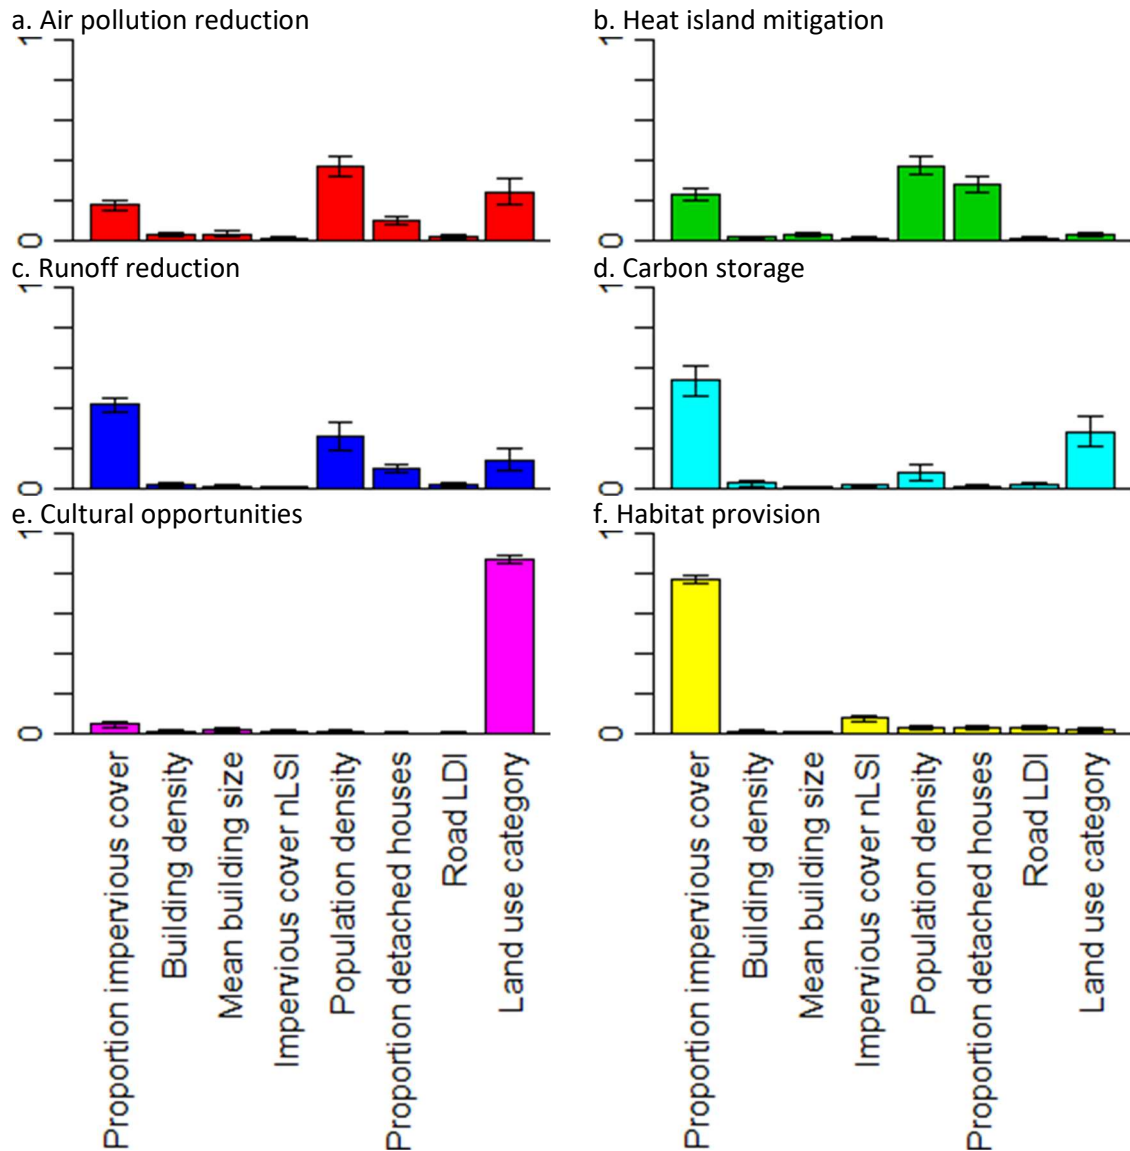 a. Air pollution reduction
1
0
b. Heat island mitigation
1
0
c. Runoff reduction
1
0
d. Carbon storage
1
0
e. Cultural opportunities
1
0
f. Habitat provision
1
0
Proportion impervious cover
Building density
Mean building size
Impervious cover nLSI
Population density
Proportion detached houses
Road LDI
Land use category
Proportion impervious cover
Building density
Mean building size
Impervious cover nLSI
Population density
Proportion detached houses
Road LDI
Land use category